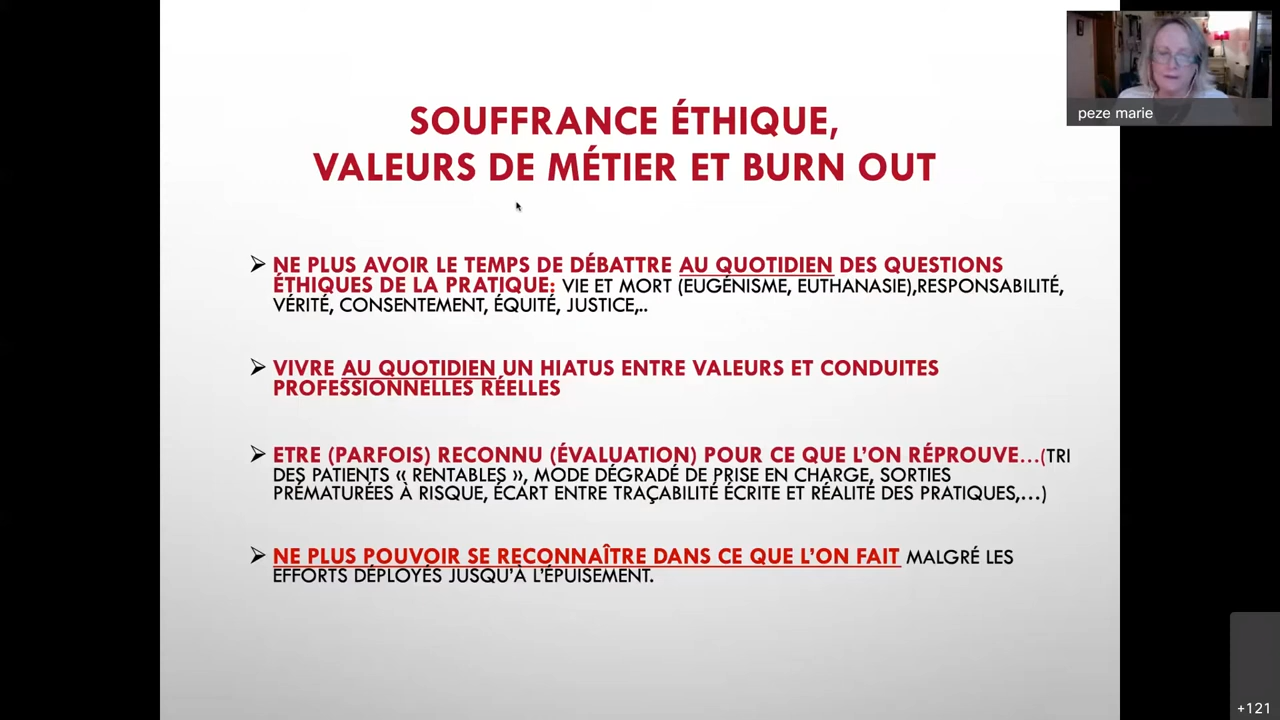 SOUFFRANCE ÉTHIQUE,
VALEURS DE MÉTIER ET BURN OUT
NE PLUS AVOIR LE TEMPS DE DÉBATTRE AU QUOTIDIEN DES QUESTIONS
ÉTHIQUES DE LA PRATIQUE: VIE ET MORT (EUGÉNISME, EUTHANASIE),RESPONSABILITÉ,
VÉRITÉ, CONSENTEMENT, ÉQUITÉ, JUSTICE,..
VIVRE AU QUOTIDIEN UN HIATUS ENTRE VALEURS ET CONDUITES
PROFESSIONNELLES RÉELLES
ETRE (PARFOIS) RECONNU (ÉVALUATION) POUR CE QUE L'ON RÉPROUVE...(TRI
DES PATIENTS « RENTABLES », MODE DÉGRADÉ DE PRISE EN CHARGE, SORTIES
PRÉMATURÉES À RISQUE, ÉCART ENTRE TRAÇABILITÉ ÉCRITE ET RÉALITÉ DES PRATIQUES,...)
NE PLUS POUVOIR SE RECONNAÎTRE DANS CE QUE L'ON FAIT MALGRÉ LES
EFFORTS DÉPLOYÉS JUSQU'À L'ÉPUISEMENT.
peze marie
+121